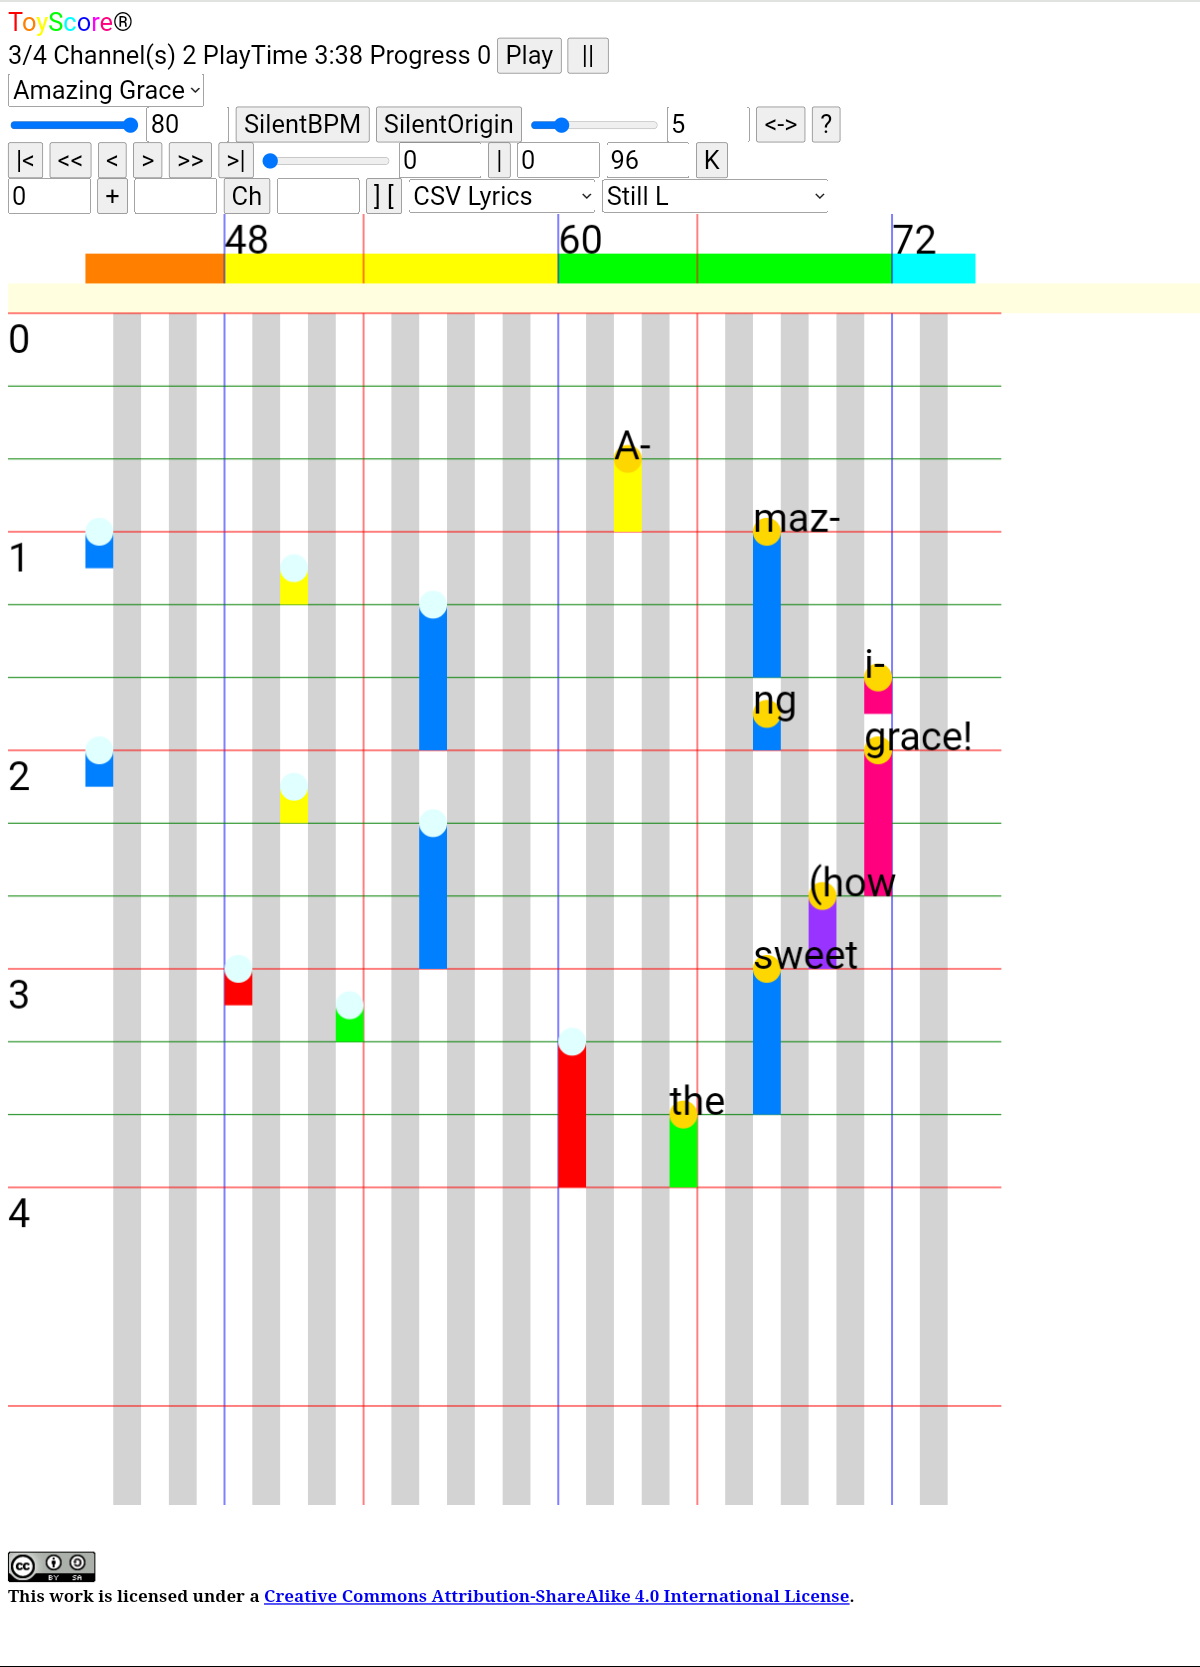 ToyScore®
3/4 Channel(s) 2 PlayTime 3:38 Progress 0 Play ||
Amazing Grace
80 SilentBPM SilentOrigin 5 <-> ?
|< << < > >> >| 0 | 0 96 K
0 + Ch ] [ CSV Lyrics Still L
48 60 72
0
A-
maz-
1
i-
ng
grace!
2
(how
sweet
3
the
4
cc BY SA
This work is licensed under a Creative Commons Attribution-ShareAlike 4.0 International License.